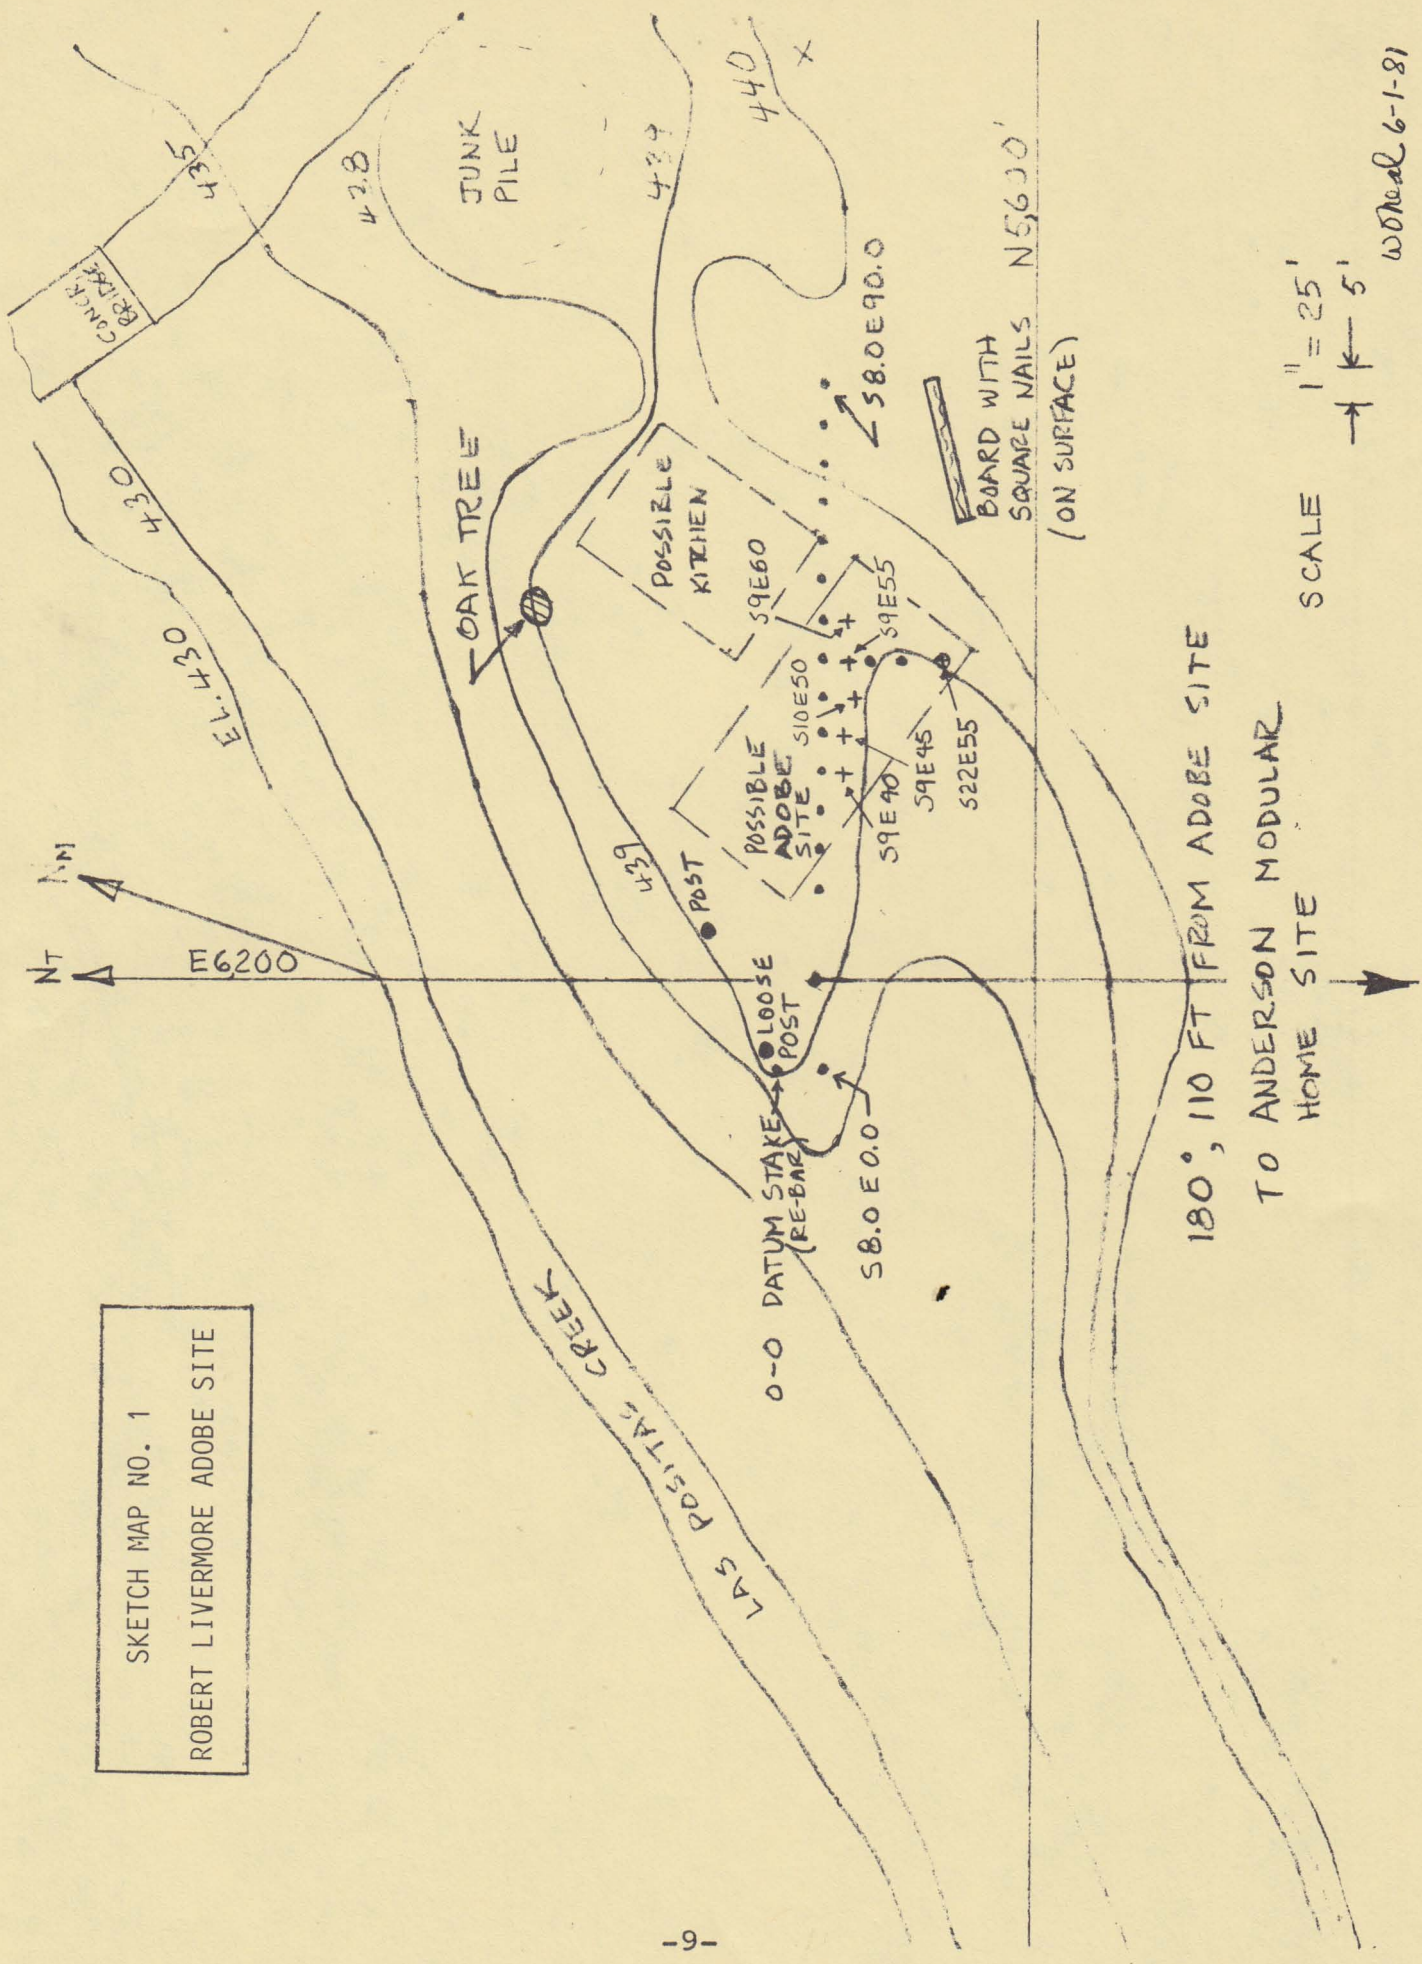 SKETCH MAP NO. 1
ROBERT LIVERMORE ADOBE SITE
NT
NM
E6200
EL. 430
430
CONCR.
BRIDGE
435
428
JUNK
PILE
439
440
X
OAK TREE
439
POST
LOOSE
POST
POSSIBLE
KITCHEN
POSSIBLE
ADOBE
SITE
S9E60
S10E50
S9E55
S9E40
S9E45
S22E55
S8.0E90.0
0-0 DATUM STAKE
(RE-BAR)
S8.0E0.0
LAS POSITAS CREEK
BOARD WITH
SQUARE NAILS
(ON SURFACE)
N5,600'
180°, 110 FT FROM ADOBE SITE
TO ANDERSON MODULAR
HOME SITE
SCALE 1" = 25'
5'
6-1-81
-9-